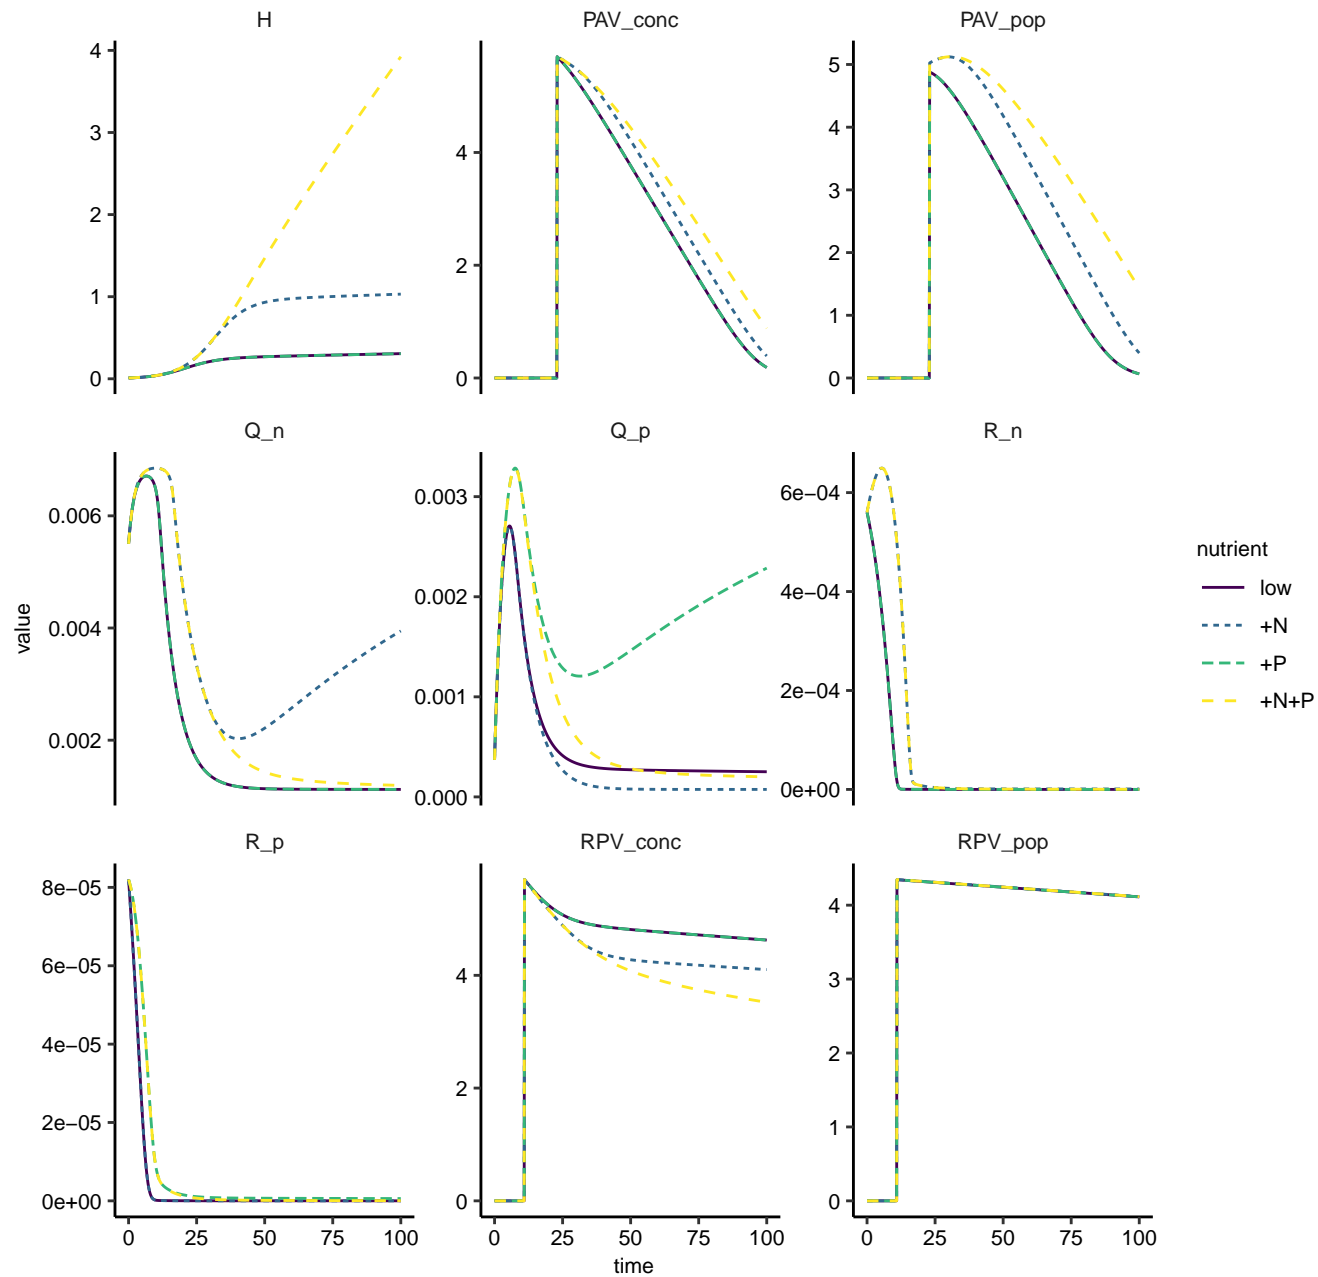 H
PAV_conc
PAV_pop
4
3
2
1
0
4
2
0
5
4
3
2
1
0
Q_n
Q_p
R_n
0.006
0.004
0.002
0.003
0.002
0.001
0.000
6e−04
4e−04
2e−04
0e+00
value
nutrient
low
+N
+P
+N+P
R_p
RPV_conc
RPV_pop
8e−05
6e−05
4e−05
2e−05
0e+00
4
2
0
4
3
2
1
0
0 25 50 75 100
0 25 50 75 100
0 25 50 75 100
time